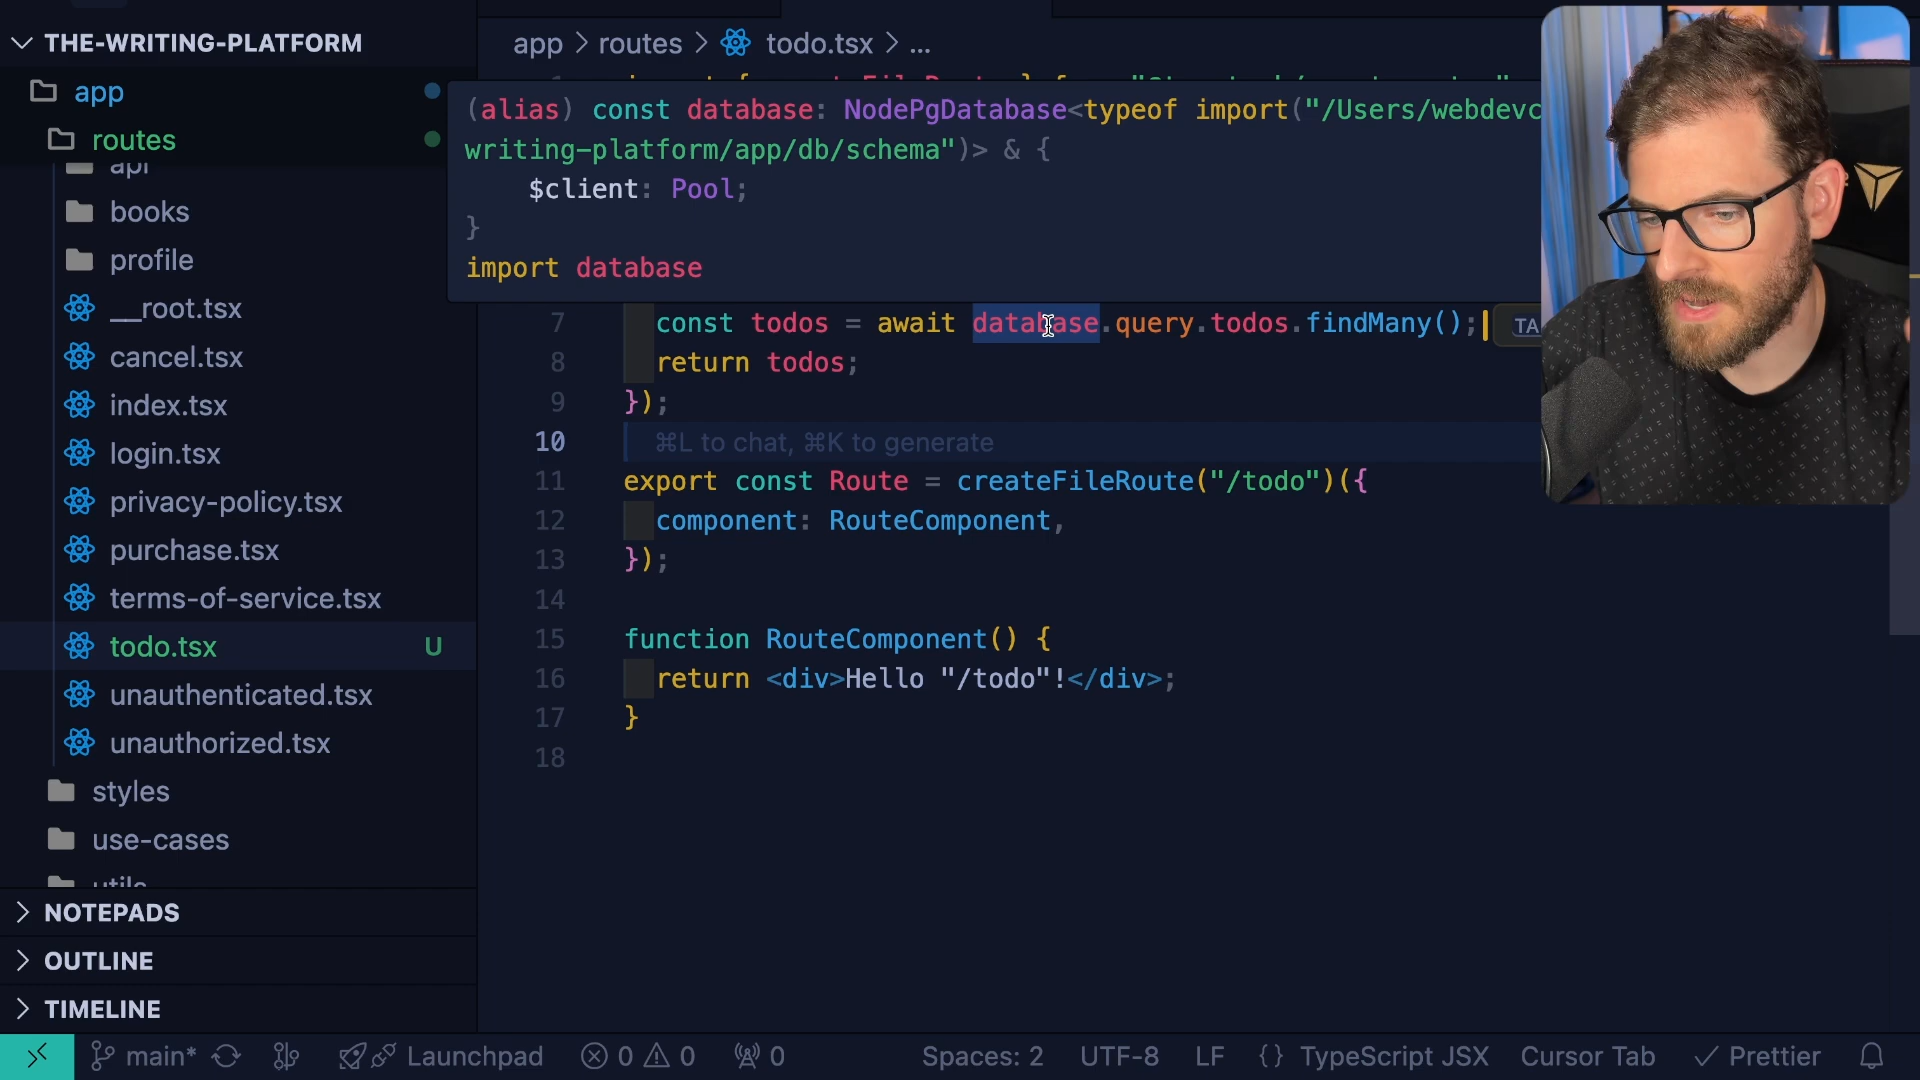 THE-WRITING-PLATFORM
app
routes
api
books
profile
__root.tsx
cancel.tsx
index.tsx
login.tsx
privacy-policy.tsx
purchase.tsx
terms-of-service.tsx
todo.tsx U
unauthenticated.tsx
unauthorized.tsx
styles
use-cases
utils
NOTEPADS
OUTLINE
TIMELINE
app > routes > todo.tsx > ...
(alias) const database: NodePgDatabase<typeof import("/Users/webdevc
writing-platform/app/db/schema")> & {
$client: Pool;
}
import database
7 const todos = await database.query.todos.findMany(); TA
8 return todos;
9 });
10 ⌘L to chat, ⌘K to generate
11 export const Route = createFileRoute("/todo")({
12 component: RouteComponent,
13 });
14
15 function RouteComponent() {
16 return <div>Hello "/todo"!</div>;
17 }
18
main* Launchpad 0 0 0 Spaces: 2 UTF-8 LF {} TypeScript JSX Cursor Tab Prettier